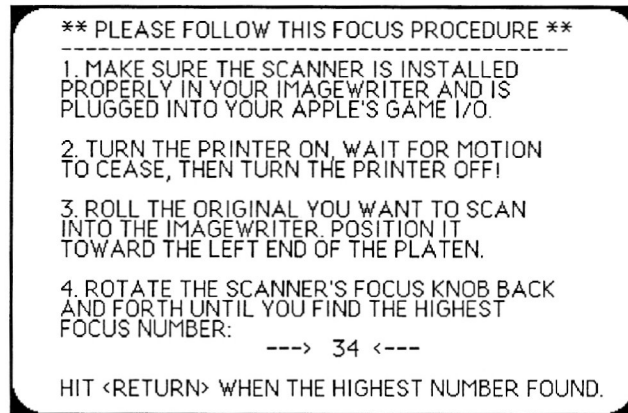 ** PLEASE FOLLOW THIS FOCUS PROCEDURE **
----------------------------------------
1. MAKE SURE THE SCANNER IS INSTALLED
PROPERLY IN YOUR IMAGEWRITER AND IS
PLUGGED INTO YOUR APPLE'S GAME I/O.
2. TURN THE PRINTER ON, WAIT FOR MOTION
TO CEASE, THEN TURN THE PRINTER OFF!
3. ROLL THE ORIGINAL YOU WANT TO SCAN
INTO THE IMAGEWRITER. POSITION IT
TOWARD THE LEFT END OF THE PLATEN.
4. ROTATE THE SCANNER'S FOCUS KNOB BACK
AND FORTH UNTIL YOU FIND THE HIGHEST
FOCUS NUMBER:
---> 34 <---
HIT <RETURN> WHEN THE HIGHEST NUMBER FOUND.